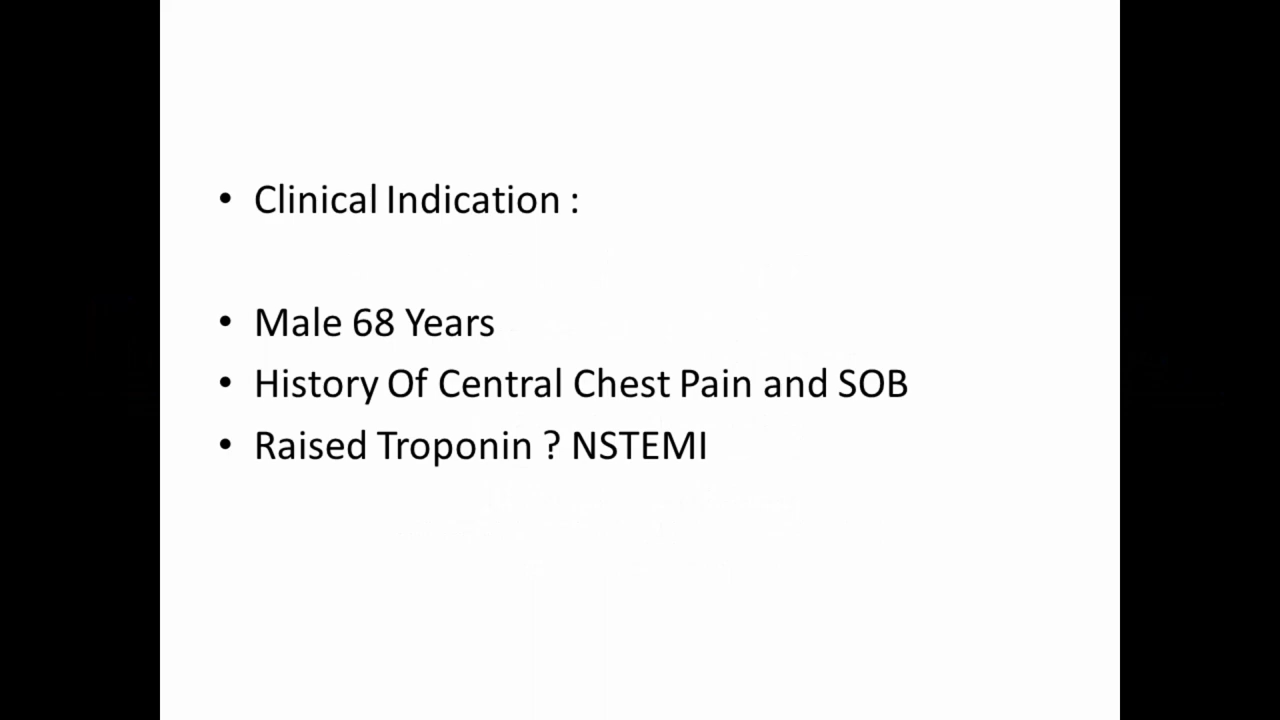 • Clinical Indication :
• Male 68 Years
• History Of Central Chest Pain and SOB
• Raised Troponin ? NSTEMI